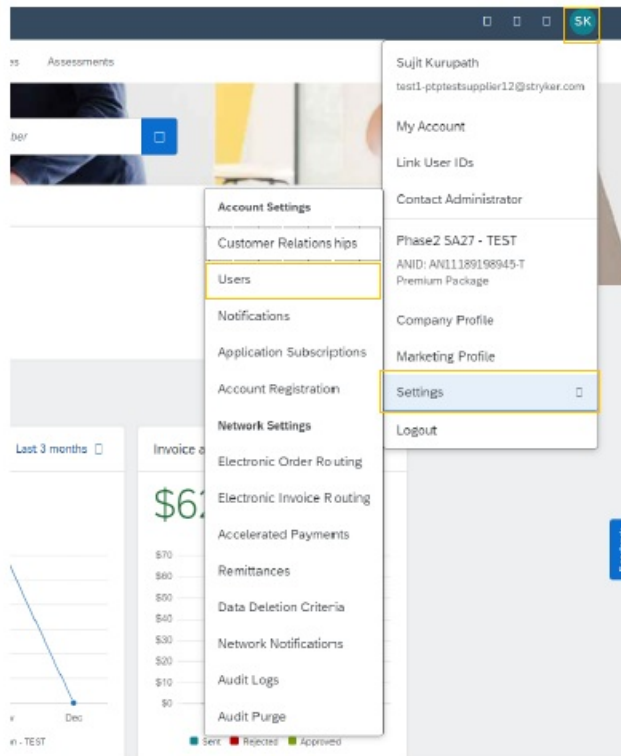 SK
Assessments
Sujit Kurupath
test1-ptptestsupplier12@stryker.com
My Account
Link User IDs
Contact Administrator
Phase2 SA27 - TEST
ANID: AN11189198945-T
Premium Package
Company Profile
Marketing Profile
Settings
Logout
Account Settings
Customer Relationships
Users
Notifications
Application Subscriptions
Account Registration
Network Settings
Electronic Order Routing
Electronic Invoice Routing
Accelerated Payments
Remittances
Data Deletion Criteria
Network Notifications
Audit Logs
Audit Purge
Last 3 months
Invoice a
$6
$70
$60
$50
$40
$30
$20
$10
$0
Dec
- TEST
Sent
Rejected
Approved